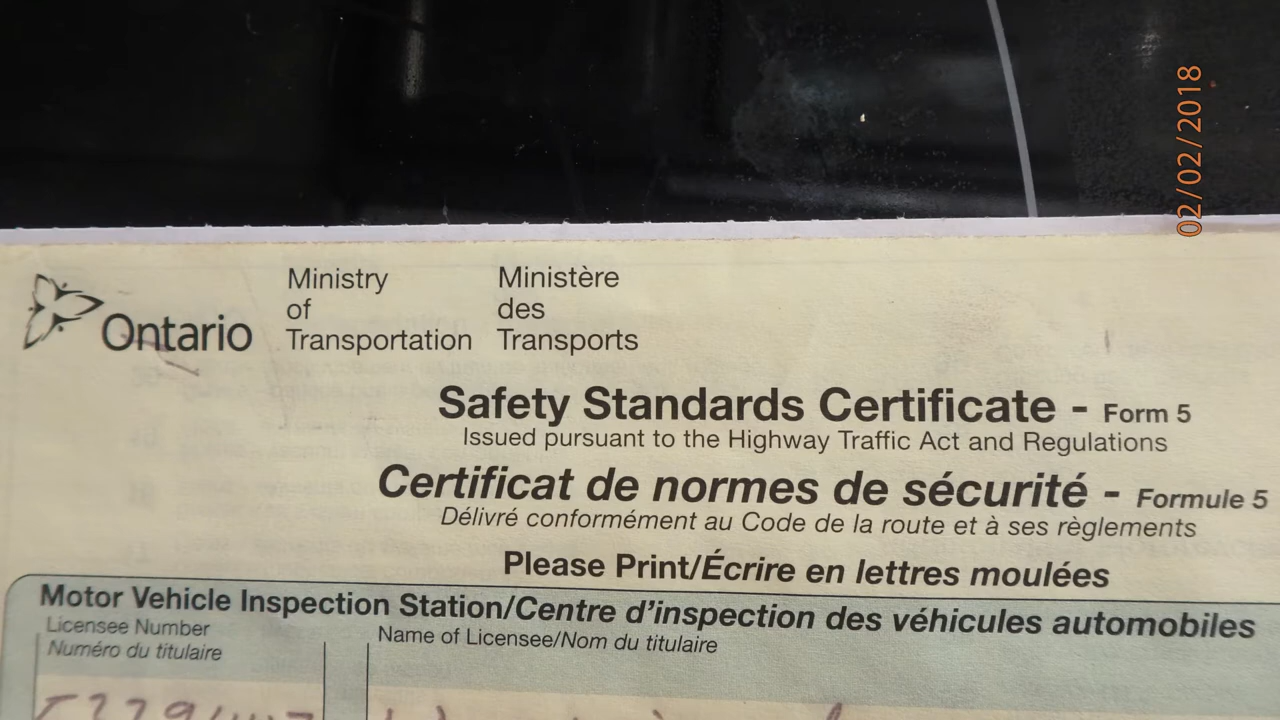 02/02/2018
Ontario
Ministry
of
Transportation
Ministère
des
Transports
Safety Standards Certificate - Form 5
Issued pursuant to the Highway Traffic Act and Regulations
Certificat de normes de sécurité - Formule 5
Délivré conformément au Code de la route et à ses règlements
Please Print/Écrire en lettres moulées
Motor Vehicle Inspection Station/Centre d'inspection des véhicules automobiles
Licensee Number
Numéro du titulaire
Name of Licensee/Nom du titulaire